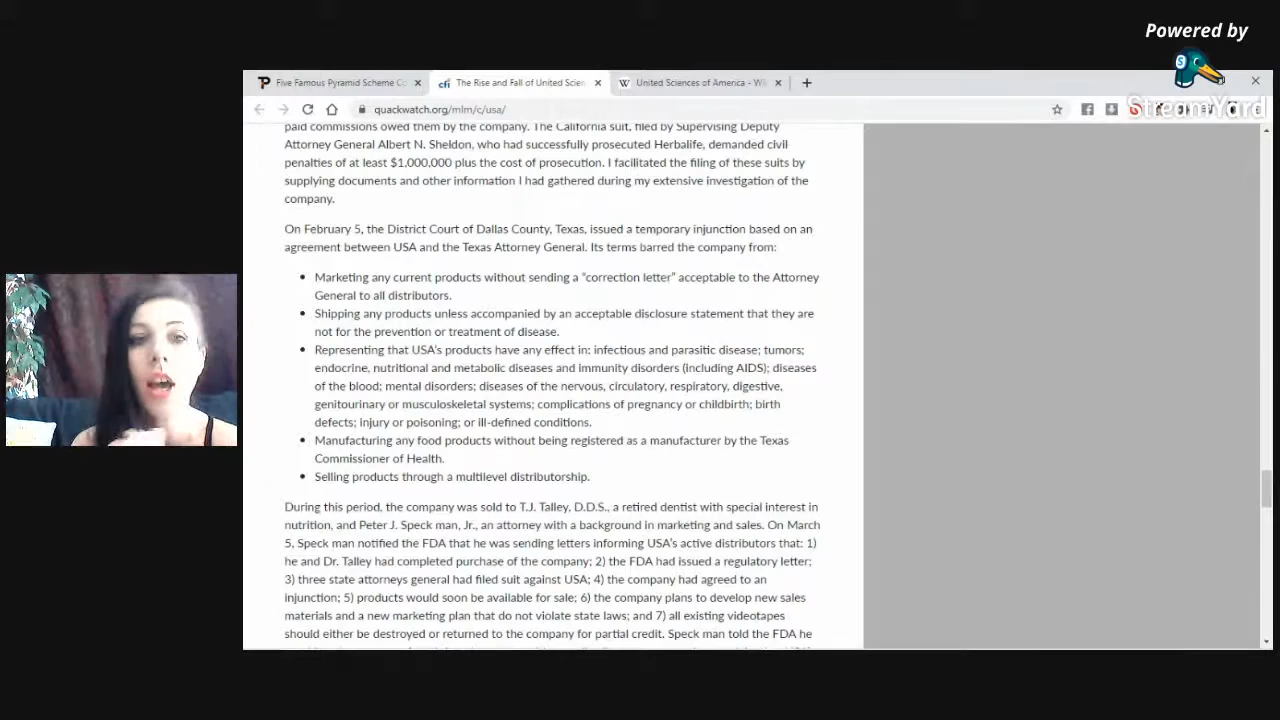 Powered by
StreamYard
Five Famous Pyramid Scheme Co
The Rise and Fall of United Scien
United Sciences of America - Wi
quackwatch.org/mlm/c/usa/
paid commissions owed them by the company. The California suit, filed by Supervising Deputy
Attorney General Albert N. Sheldon, who had successfully prosecuted Herbalife, demanded civil
penalties of at least $1,000,000 plus the cost of prosecution. I facilitated the filing of these suits by
supplying documents and other information I had gathered during my extensive investigation of the
company.
On February 5, the District Court of Dallas County, Texas, issued a temporary injunction based on an
agreement between USA and the Texas Attorney General. Its terms barred the company from:
• Marketing any current products without sending a "correction letter" acceptable to the Attorney
General to all distributors.
• Shipping any products unless accompanied by an acceptable disclosure statement that they are
not for the prevention or treatment of disease.
• Representing that USA's products have any effect in: infectious and parasitic disease; tumors;
endocrine, nutritional and metabolic diseases and immunity disorders (including AIDS); diseases
of the blood; mental disorders; diseases of the nervous, circulatory, respiratory, digestive,
genitourinary or musculoskeletal systems; complications of pregnancy or childbirth; birth
defects; injury or poisoning; or ill-defined conditions.
• Manufacturing any food products without being registered as a manufacturer by the Texas
Commissioner of Health.
• Selling products through a multilevel distributorship.
During this period, the company was sold to T.J. Talley, D.D.S., a retired dentist with special interest in
nutrition, and Peter J. Speck man, Jr., an attorney with a background in marketing and sales. On March
5, Speck man notified the FDA that he was sending letters informing USA's active distributors that: 1)
he and Dr. Talley had completed purchase of the company; 2) the FDA had issued a regulatory letter;
3) three state attorneys general had filed suit against USA; 4) the company had agreed to an
injunction; 5) products would soon be available for sale; 6) the company plans to develop new sales
materials and a new marketing plan that do not violate state laws; and 7) all existing videotapes
should either be destroyed or returned to the company for partial credit. Speck man told the FDA he